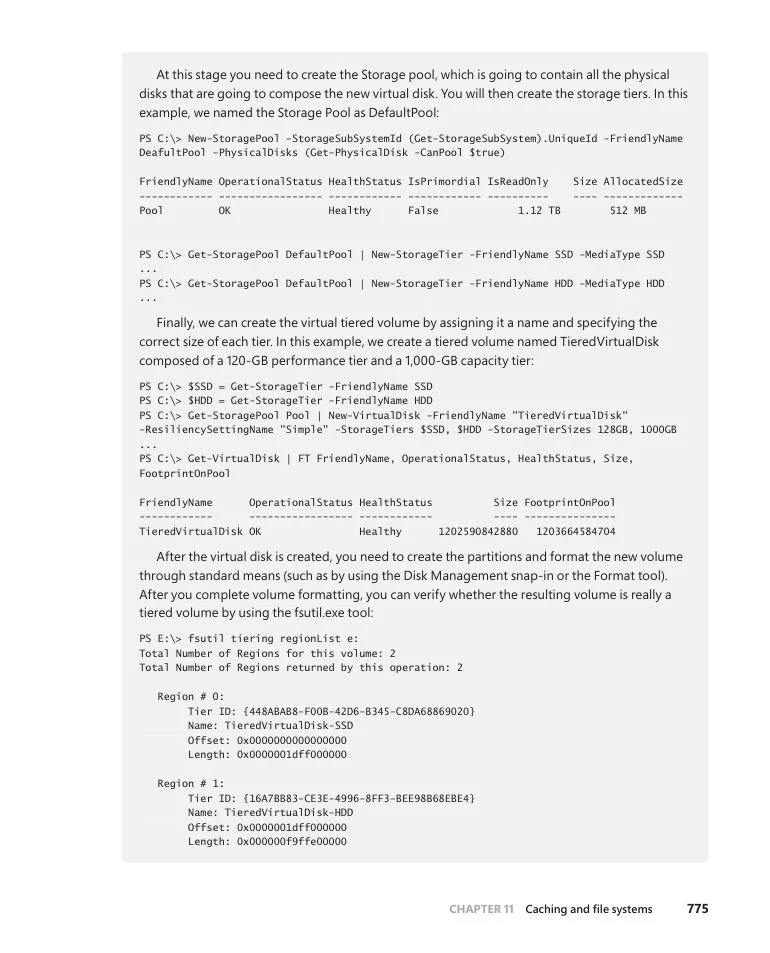 At this stage you need to create the Storage pool, which is going to contain all the physical
disks that are going to compose the new virtual disk. You will then create the storage tiers. In this
example, we named the Storage Pool as DefaultPool:
PS C:\> New-StoragePool -StorageSubSystemId (Get-StorageSubSystem).UniqueId -FriendlyName
DeafultPool -PhysicalDisks (Get-PhysicalDisk -CanPool $true)
FriendlyName OperationalStatus HealthStatus IsPrimordial IsReadOnly    Size AllocatedSize
------------ ----------------- ------------ ------------ ----------    ---- -------------
Pool         OK                Healthy      False             1.12 TB        512 MB
PS C:\> Get-StoragePool DefaultPool | New-StorageTier -FriendlyName SSD -MediaType SSD
...
PS C:\> Get-StoragePool DefaultPool | New-StorageTier -FriendlyName HDD -MediaType HDD
...
Finally, we can create the virtual tiered volume by assigning it a name and specifying the
correct size of each tier. In this example, we create a tiered volume named TieredVirtualDisk
composed of a 120-GB performance tier and a 1,000-GB capacity tier:
PS C:\> $SSD = Get-StorageTier -FriendlyName SSD
PS C:\> $HDD = Get-StorageTier -FriendlyName HDD
PS C:\> Get-StoragePool Pool | New-VirtualDisk -FriendlyName "TieredVirtualDisk"
-ResiliencySettingName "Simple" -StorageTiers $SSD, $HDD -StorageTierSizes 128GB, 1000GB
...
PS C:\> Get-VirtualDisk | FT FriendlyName, OperationalStatus, HealthStatus, Size,
FootprintOnPool
FriendlyName      OperationalStatus HealthStatus          Size FootprintOnPool
------------      ----------------- ------------          ---- ---------------
TieredVirtualDisk OK                Healthy      1202590842880   1203664584704
After the virtual disk is created, you need to create the partitions and format the new volume
through standard means (such as by using the Disk Management snap-in or the Format tool).
After you complete volume formatting, you can verify whether the resulting volume is really a
tiered volume by using the fsutil.exe tool:
PS E:\> fsutil tiering regionList e:
Total Number of Regions for this volume: 2
Total Number of Regions returned by this operation: 2
Region # 0:
Tier ID: {448ABAB8-F00B-42D6-B345-C8DA68869020}
Name: TieredVirtualDisk-SSD
Offset: 0x0000000000000000
Length: 0x0000001dff000000
Region # 1:
Tier ID: {16A7BB83-CE3E-4996-8FF3-BEE98B68EBE4}
Name: TieredVirtualDisk-HDD
Offset: 0x0000001dff000000
Length: 0x000000f9ffe00000
CHAPTER 11 Caching and file systems 775